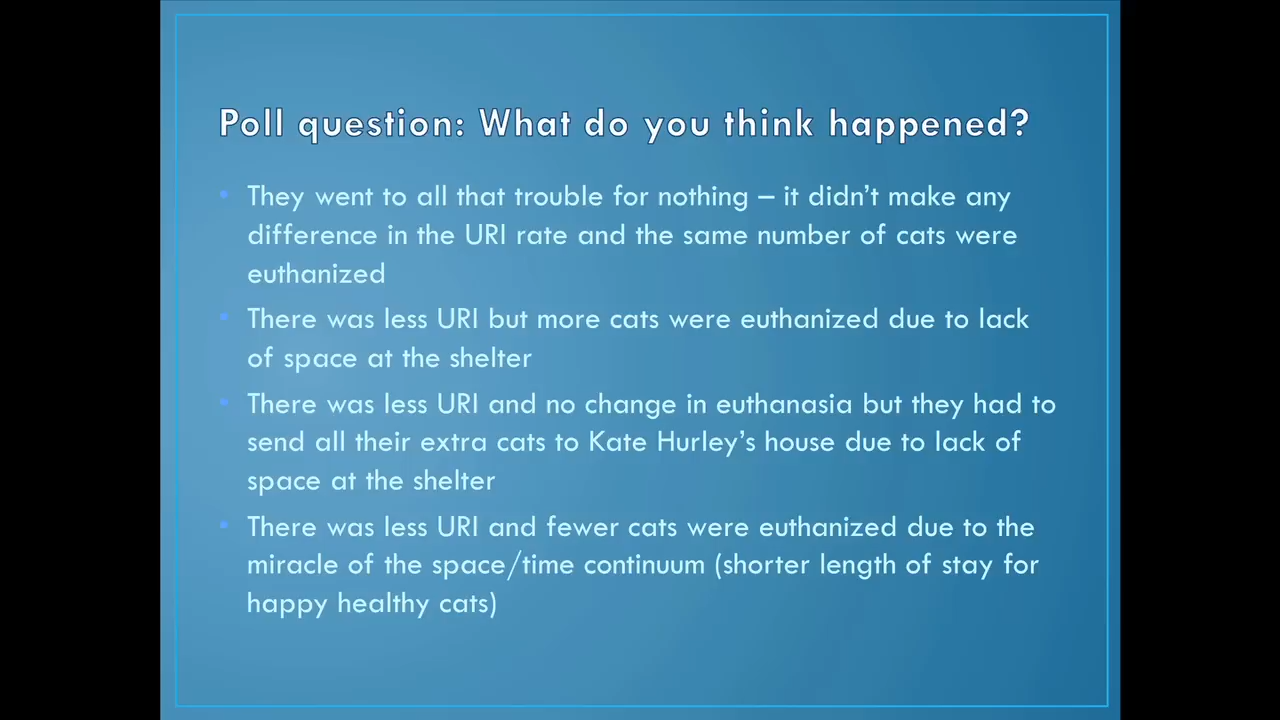 Poll question: What do you think happened?
• They went to all that trouble for nothing – it didn’t make any
difference in the URI rate and the same number of cats were
euthanized
• There was less URI but more cats were euthanized due to lack
of space at the shelter
• There was less URI and no change in euthanasia but they had to
send all their extra cats to Kate Hurley’s house due to lack of
space at the shelter
• There was less URI and fewer cats were euthanized due to the
miracle of the space/time continuum (shorter length of stay for
happy healthy cats)